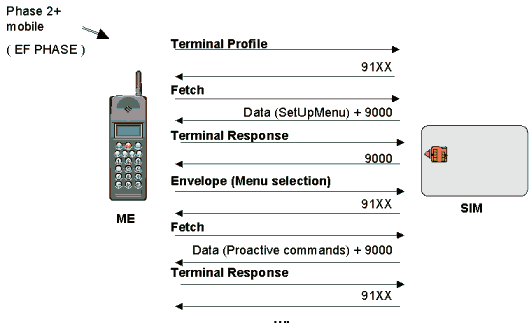 Phase 2+
mobile
( EF PHASE )
Terminal Profile
91XX
Fetch
Data (SetUpMenu) + 9000
Terminal Response
9000
Envelope (Menu selection)
91XX
ME
SIM
Fetch
Data (Proactive commands) + 9000
Terminal Response
91XX